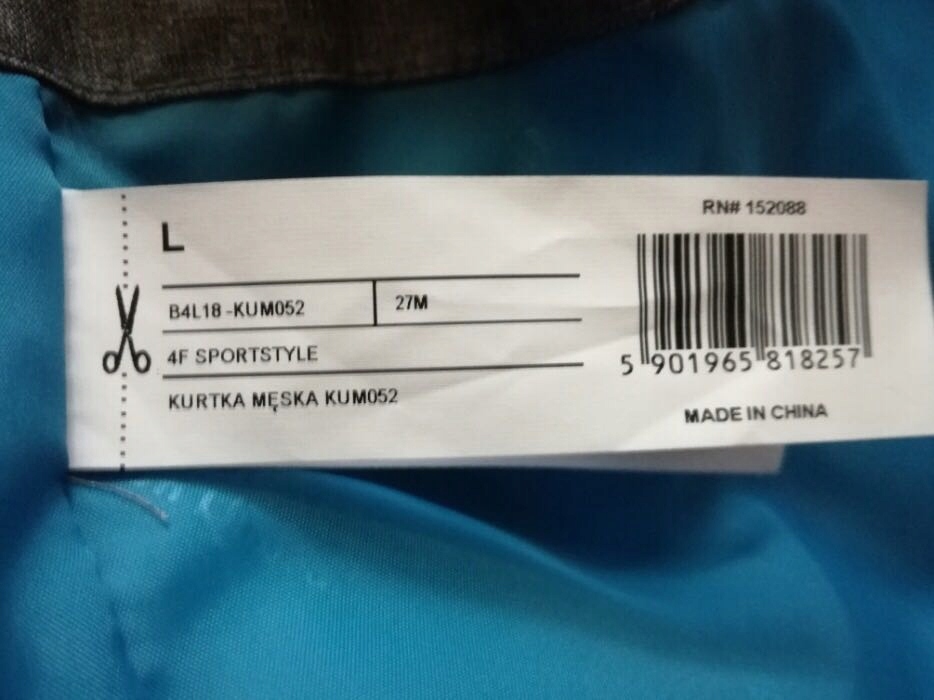 L
B4L18-KUM052 27M
4F SPORTSTYLE
KURTKA MĘSKA KUM052
RN# 152088
5 901965 818257
MADE IN CHINA